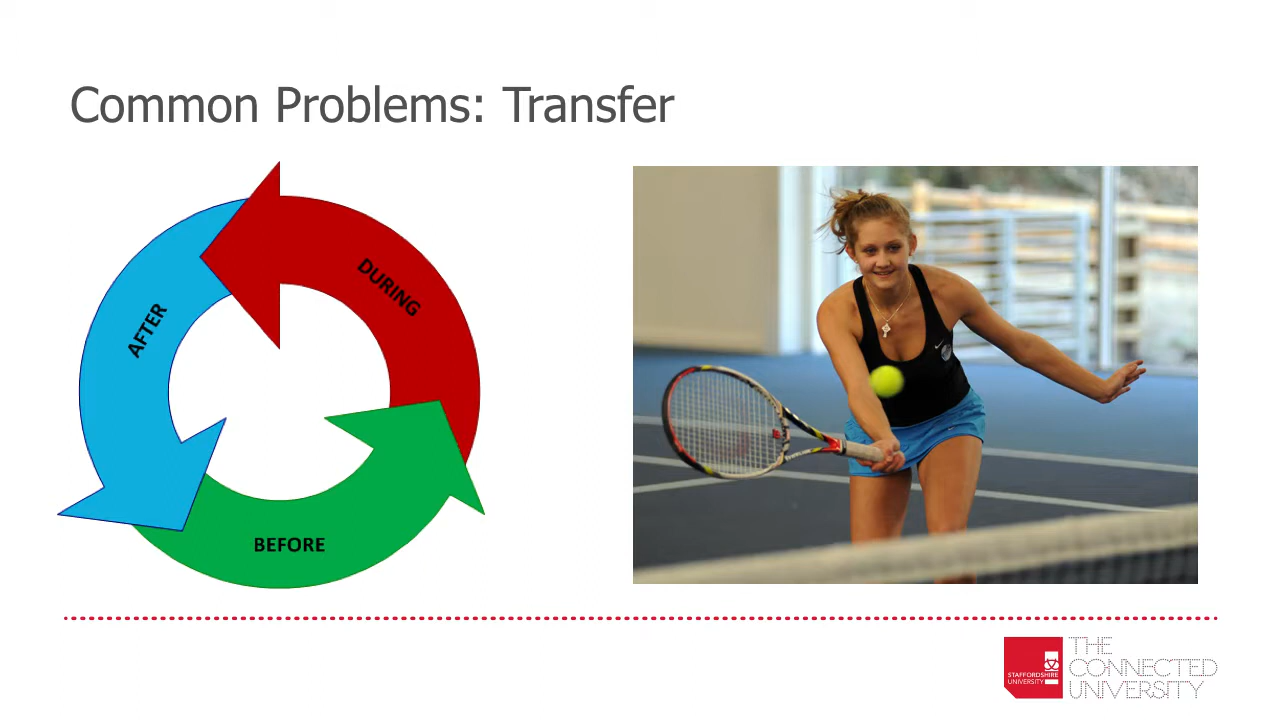 Common Problems: Transfer
DURING
AFTER
BEFORE
STAFFORDSHIRE
UNIVERSITY
THE
CONNECTED
UNIVERSITY